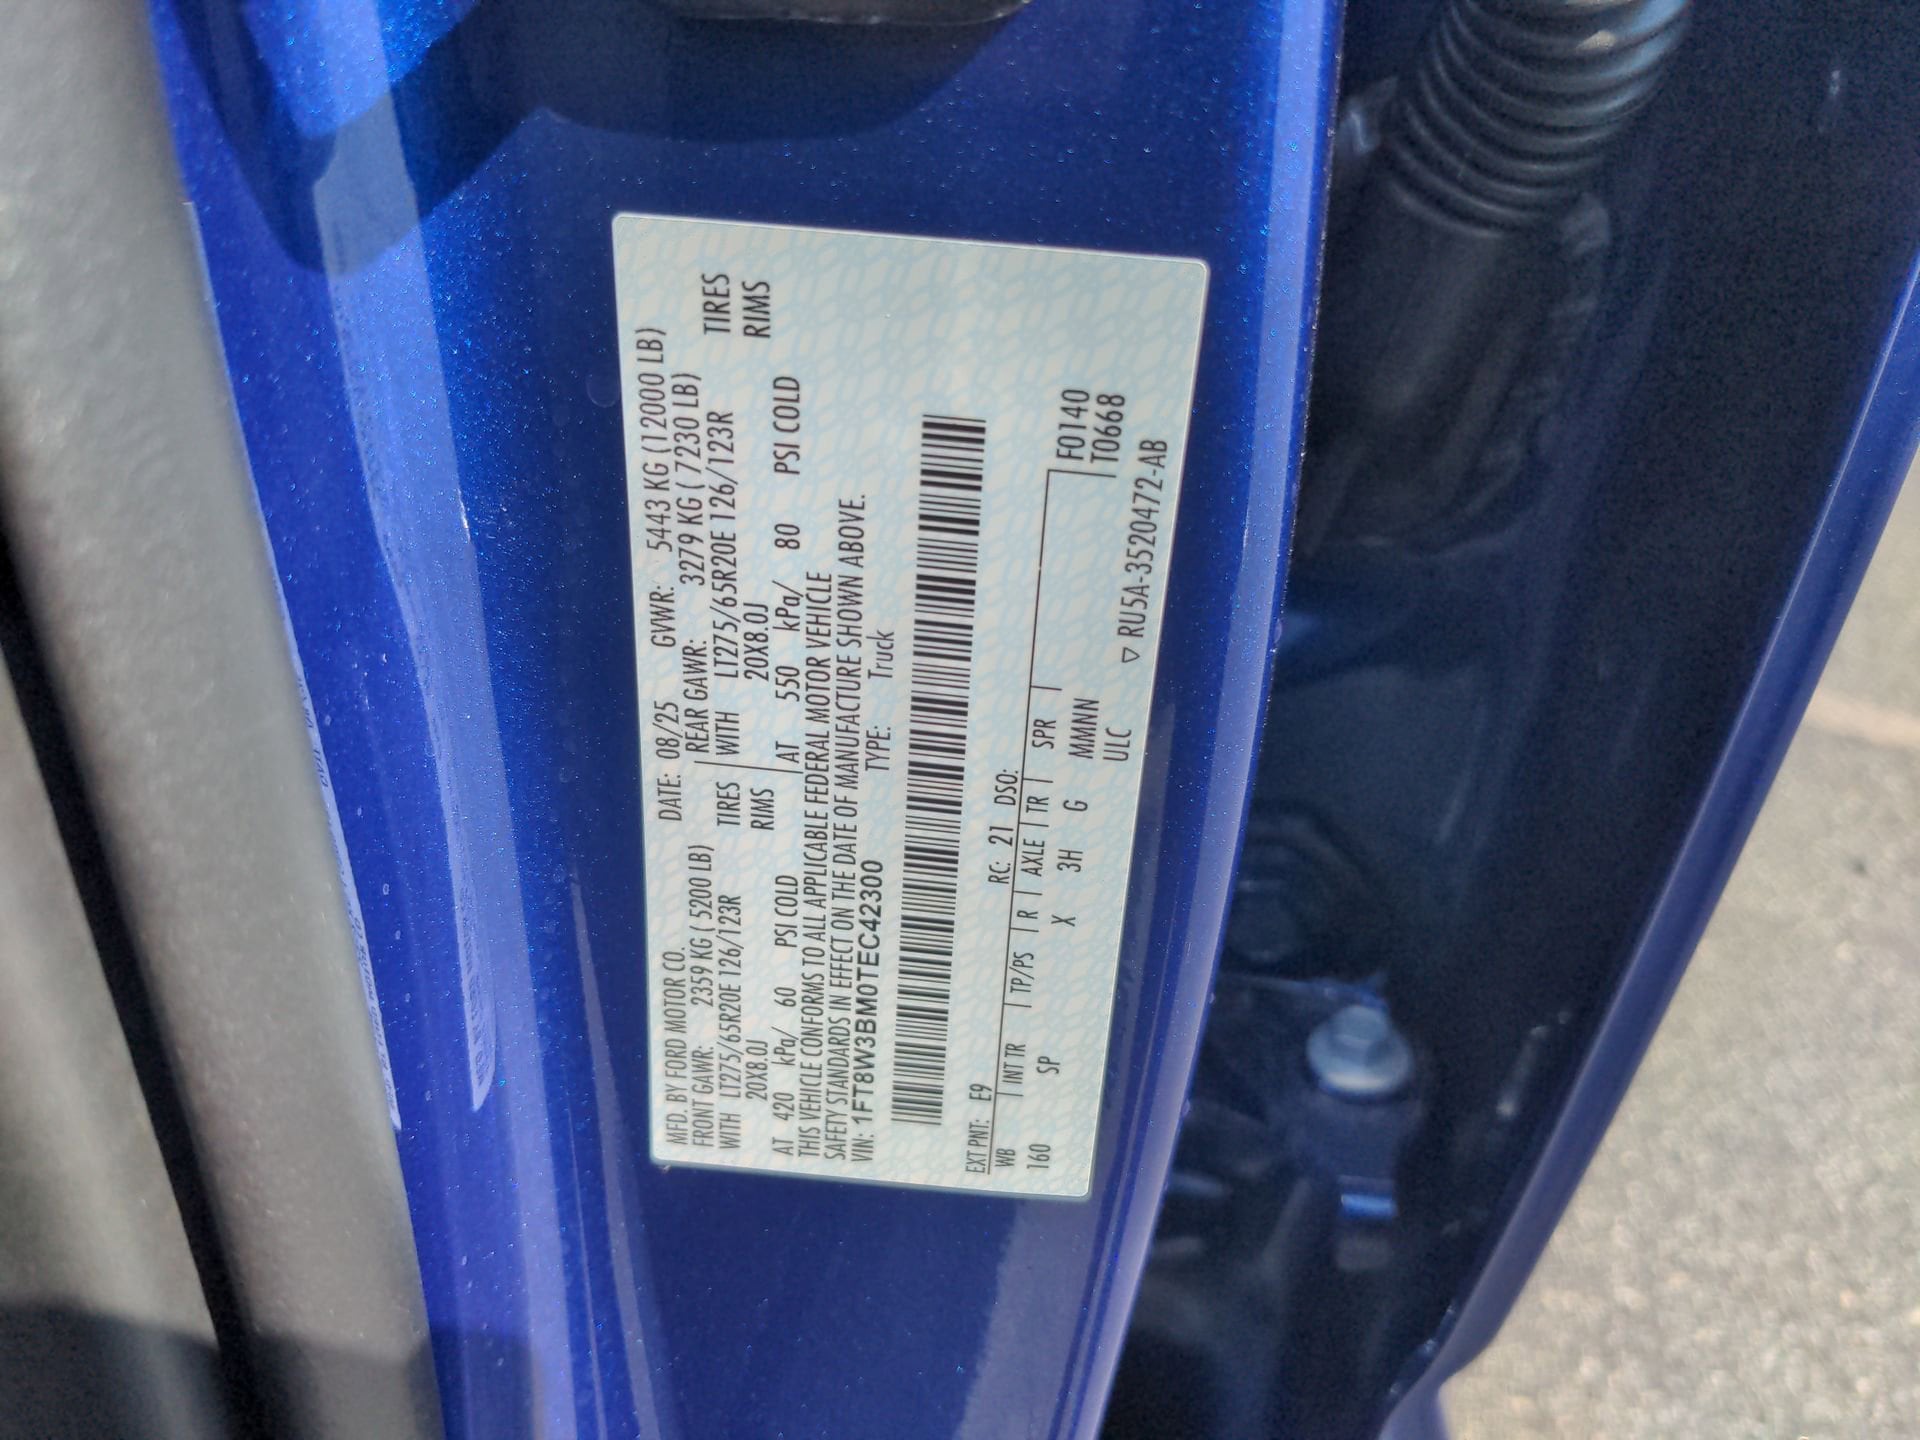 MFD. BY FORD MOTOR CO. DATE: 08/25 GVWR: 5443 KG (12000 LB)
FRONT GAWR: 2359 KG ( 5200 LB) REAR GAWR: 3279 KG ( 7230 LB)
WITH LT275/65R20E 126/123R TIRES WITH LT275/65R20E 126/123R TIRES
20X8.0J RIMS 20X8.0J RIMS
AT 420 kPa/ 60 PSI COLD AT 550 kPa/ 80 PSI COLD
THIS VEHICLE CONFORMS TO ALL APPLICABLE FEDERAL MOTOR VEHICLE
SAFETY STANDARDS IN EFFECT ON THE DATE OF MANUFACTURE SHOWN ABOVE.
VIN: 1FT8W3BM0TEC42300 TYPE: Truck
EXT PNT: E9 RC: 21 DSO:
WB INT TR TP/PS R AXLE TR SPR F0140
160 SP X 3H G MMMNN T0668
ULC ▽ RU5A-3520472-AB